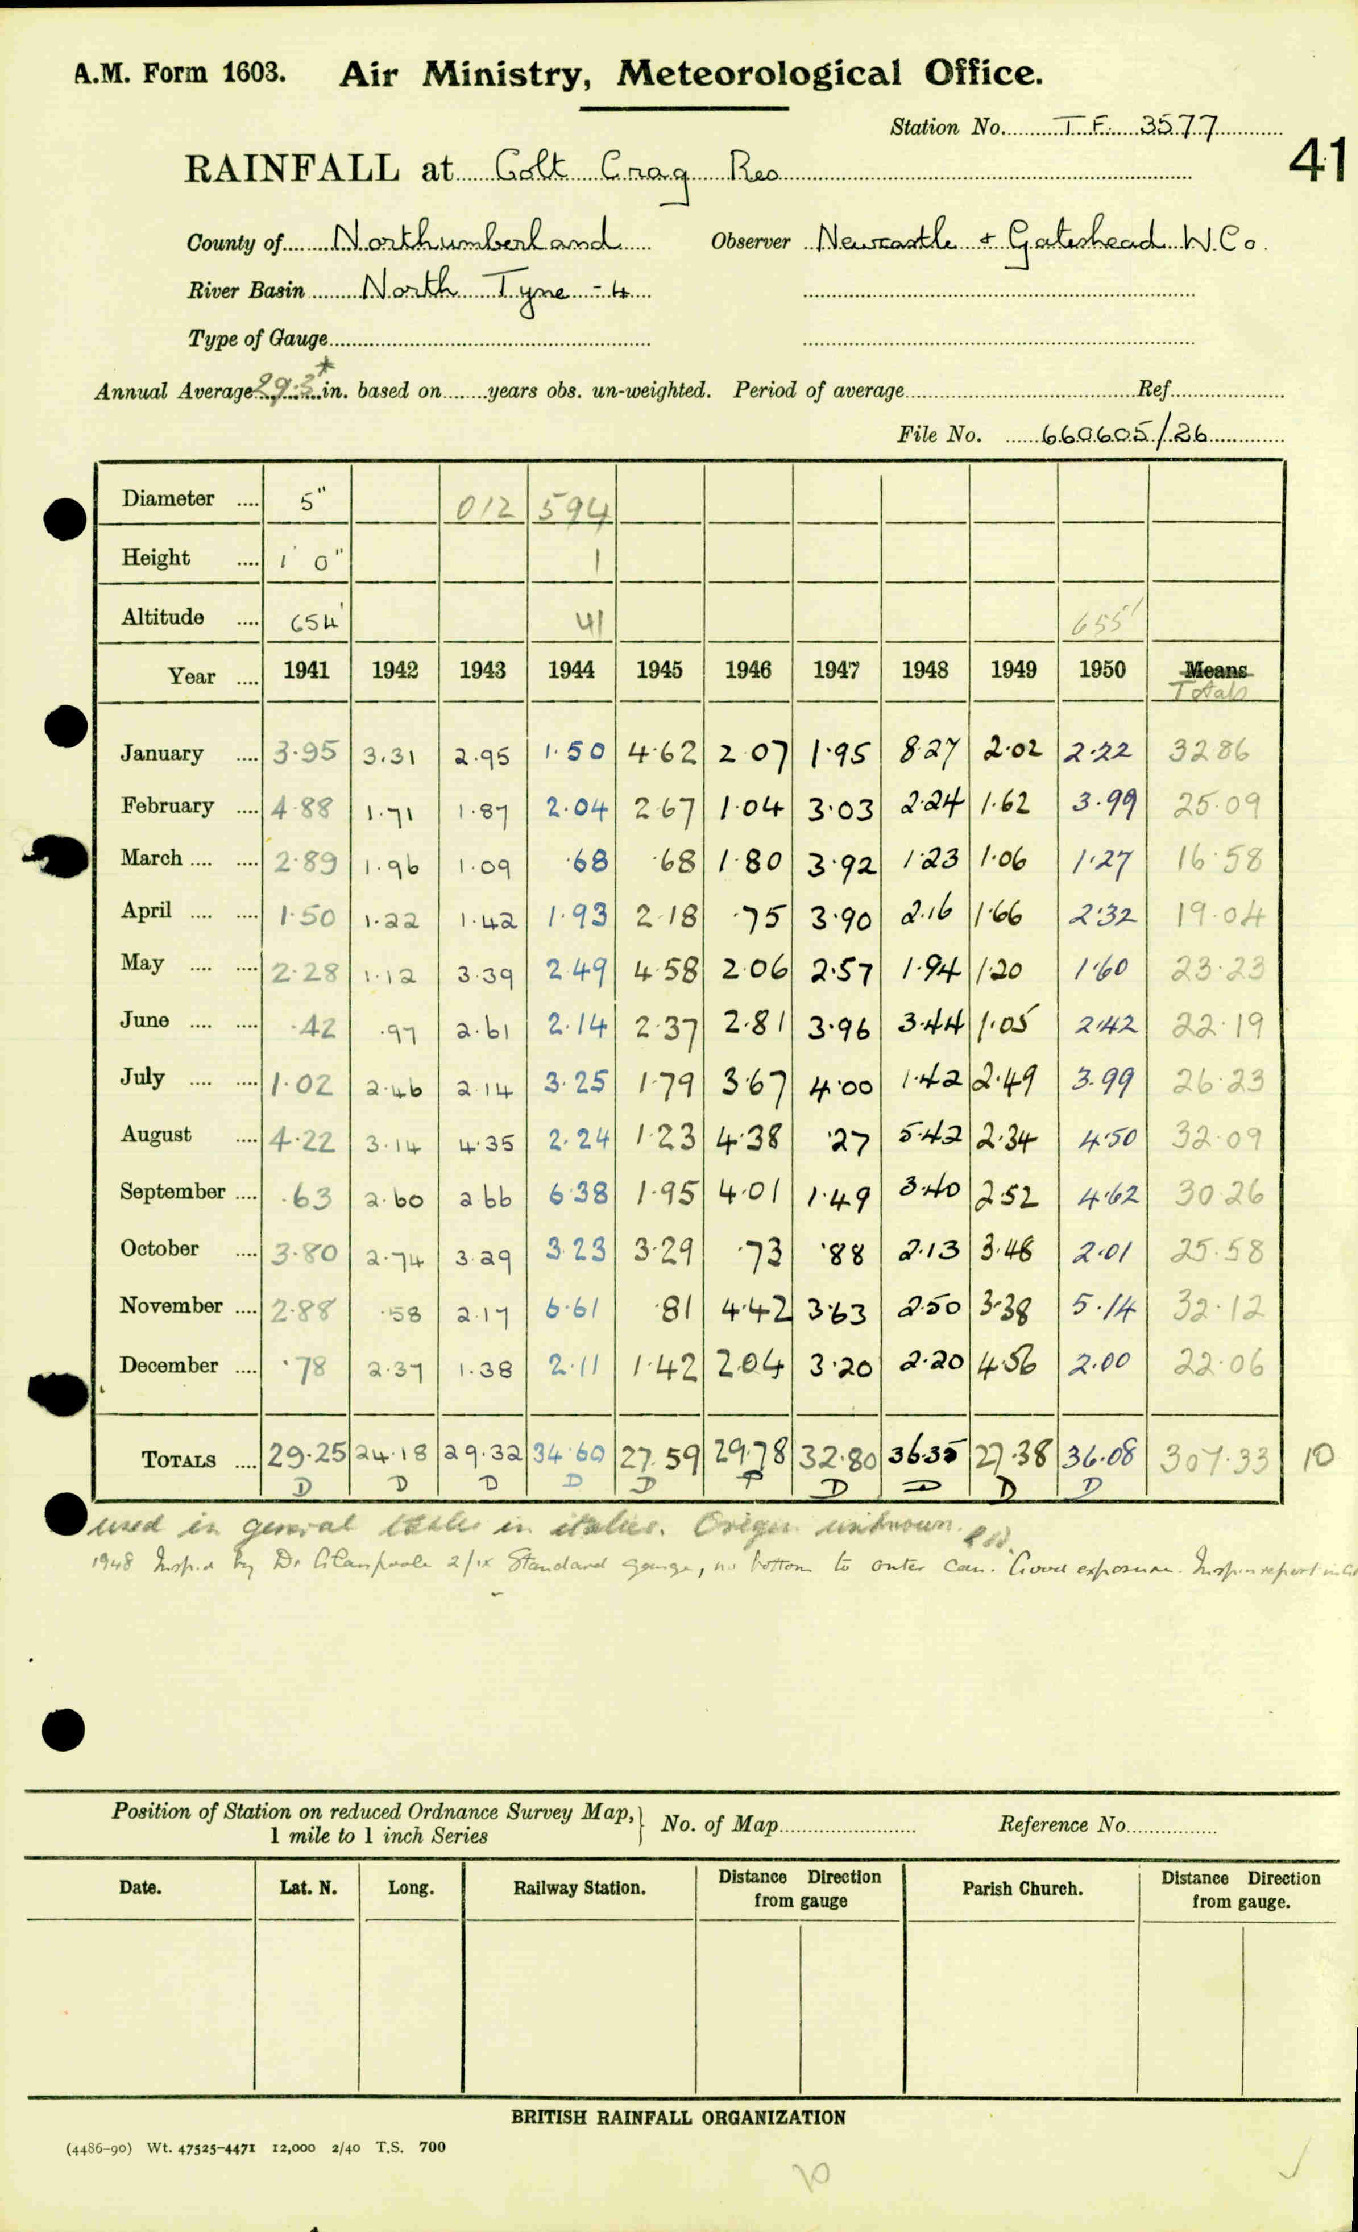 A.M. Form 1603. Air Ministry, Meteorological Office.
Station No. T.F. 3577
41
RAINFALL at Colt Crag Res
County of Northumberland Observer Newcastle + Gateshead W.Co.
River Basin North Tyne - 4
Type of Gauge
Annual Average 29.3* in. based on years obs. un-weighted. Period of average Ref.
File No. 660605/26
Diameter .... 5" 012 594
Height .... 1' 0" 1
Altitude .... 654' 41 655'
Year .... 1941 1942 1943 1944 1945 1946 1947 1948 1949 1950 Means
Totals
January .... 3.95 3.31 2.95 1.50 4.62 2.07 1.95 8.27 2.02 2.22 32.86
February .... 4.88 1.71 1.87 2.04 2.67 1.04 3.03 2.24 1.62 3.99 25.09
March .... .... 2.89 1.96 1.09 .68 .68 1.80 3.92 1.23 1.06 1.27 16.58
April .... .... 1.50 1.22 1.42 1.93 2.18 .75 3.90 2.16 1.66 2.32 19.04
May .... .... 2.28 1.12 3.39 2.49 4.58 2.06 2.57 1.94 1.20 1.60 23.23
June .... .... .42 .97 2.61 2.14 2.37 2.81 3.96 3.44 1.05 2.42 22.19
July .... .... 1.02 2.46 2.14 3.25 1.79 3.67 4.00 1.42 2.49 3.99 26.23
August .... 4.22 3.14 4.35 2.24 1.23 4.38 .27 5.42 2.34 4.50 32.09
September .... .63 2.60 2.66 6.38 1.95 4.01 1.49 3.40 2.52 4.62 30.26
October .... 3.80 2.74 3.29 3.23 3.29 .73 .88 2.13 3.48 2.01 25.58
November .... 2.88 .58 2.17 6.61 .81 4.42 3.63 2.50 3.38 5.14 32.12
December .... .78 2.37 1.38 2.11 1.42 2.04 3.20 2.20 4.56 2.00 22.06
TOTALS .... 29.25 24.18 29.32 34.60 27.59 29.78 32.80 36.35 27.38 36.08 307.33 10
D D D D D P D D D D
used in general tables in italics. Origin unknown.
1948 Inspd by Dr Glasspoole 2/ix Standard gauge, no bottom to outer can. Good exposure. Inspn report in
Position of Station on reduced Ordnance Survey Map, } No. of Map Reference No.
1 mile to 1 inch Series
Date. Lat. N. Long. Railway Station. Distance Direction from gauge Parish Church. Distance Direction from gauge.
BRITISH RAINFALL ORGANIZATION
(4486-90) Wt. 47525-4471 12,000 2/40 T.S. 700
10